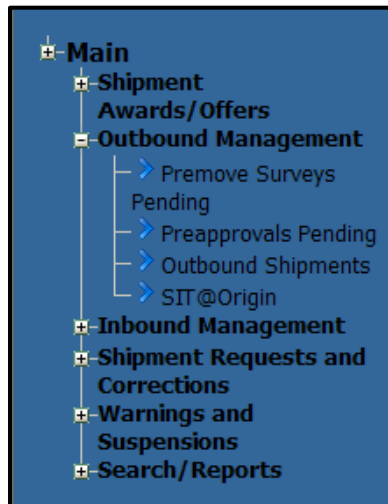 Main
Shipment
Awards/Offers
Outbound Management
Premove Surveys
Pending
Preapprovals Pending
Outbound Shipments
SIT@Origin
Inbound Management
Shipment Requests and
Corrections
Warnings and
Suspensions
Search/Reports